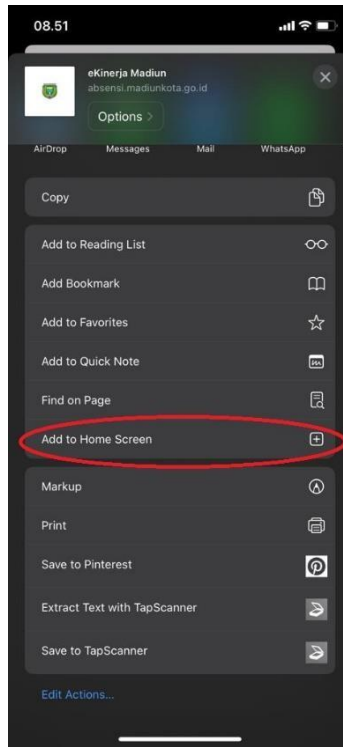 08.51
eKinerja Madiun
absensi.madiunkota.go.id
Options >
AirDrop Messages Mail WhatsApp
Copy
Add to Reading List
Add Bookmark
Add to Favorites
Add to Quick Note
Find on Page
Add to Home Screen
Markup
Print
Save to Pinterest
Extract Text with TapScanner
Save to TapScanner
Edit Actions...